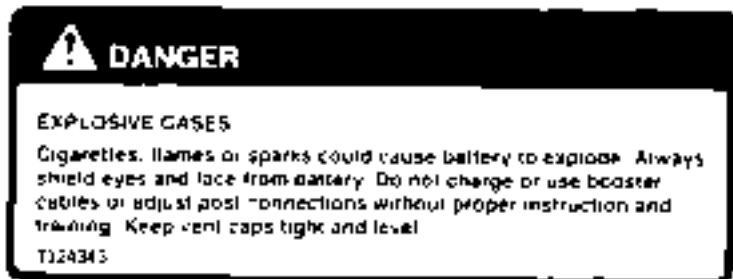 DANGER
EXPLOSIVE GASES
Cigarettes, flames or sparks could cause battery to explode. Always
shield eyes and face from battery. Do not charge or use booster
cables or adjust post connections without proper instruction and
training. Keep vent caps tight and level.
T124343